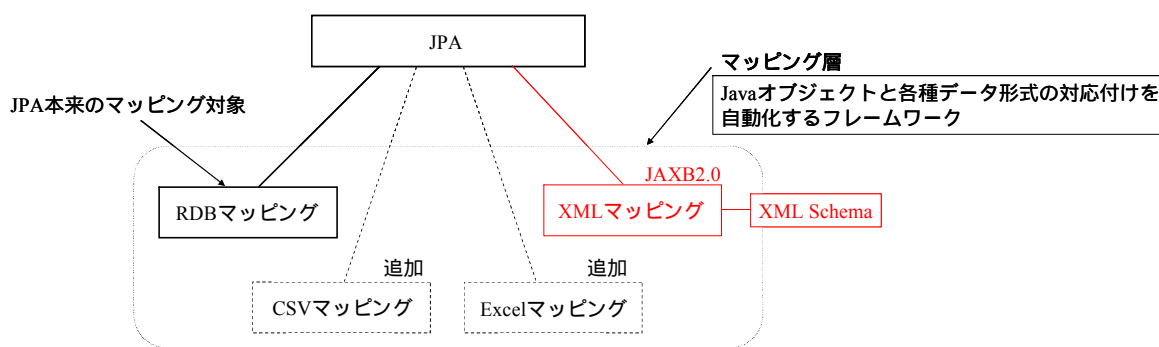 JPA
マッピング層
JPA本来のマッピング対象
Javaオブジェクトと各種データ形式の対応付けを
自動化するフレームワーク
JAXB2.0
RDBマッピング
XMLマッピング
XML Schema
追加
追加
CSVマッピング
Excelマッピング